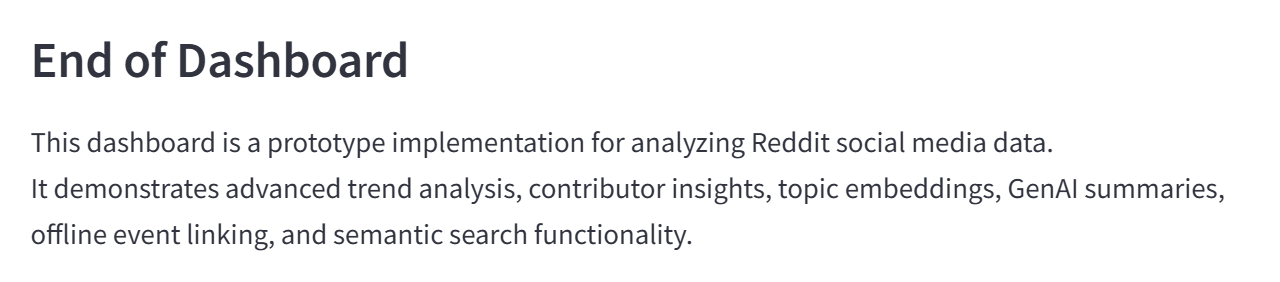 End of Dashboard
This dashboard is a prototype implementation for analyzing Reddit social media data.
It demonstrates advanced trend analysis, contributor insights, topic embeddings, GenAI summaries,
offline event linking, and semantic search functionality.